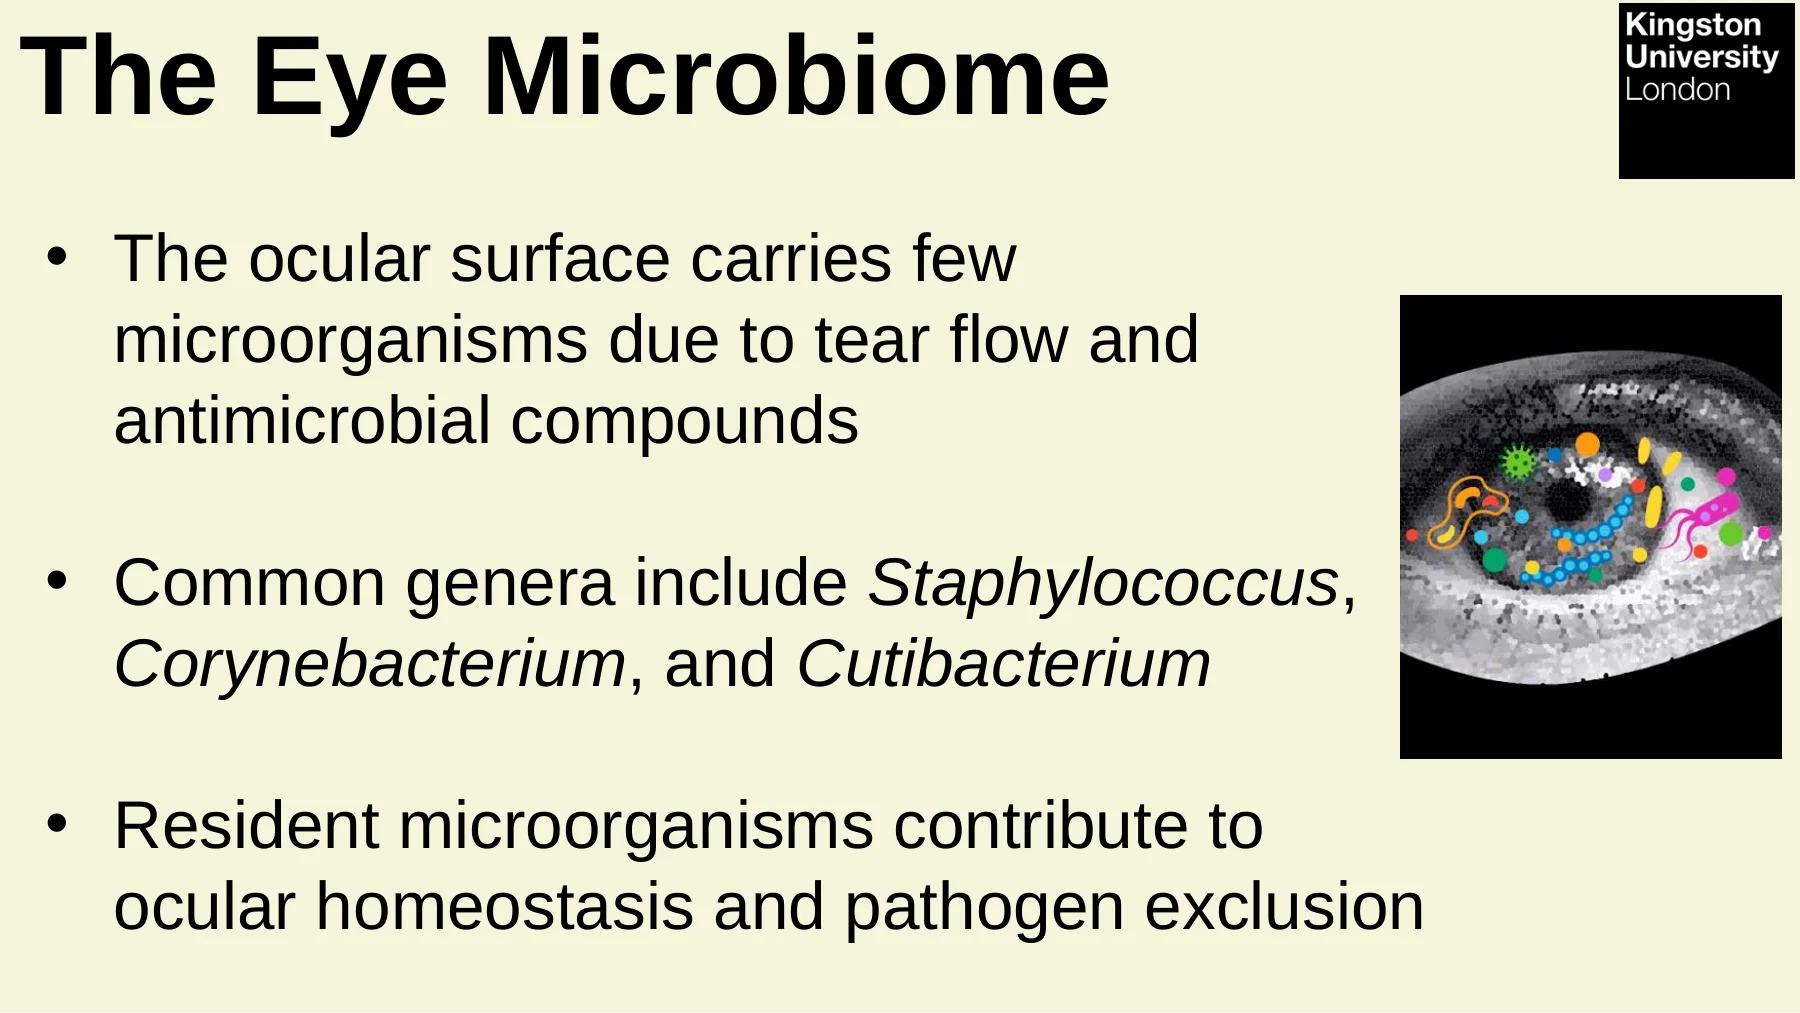 The Eye Microbiome
Kingston
University
London
• The ocular surface carries few
microorganisms due to tear flow and
antimicrobial compounds
• Common genera include Staphylococcus,
Corynebacterium, and Cutibacterium
• Resident microorganisms contribute to
ocular homeostasis and pathogen exclusion